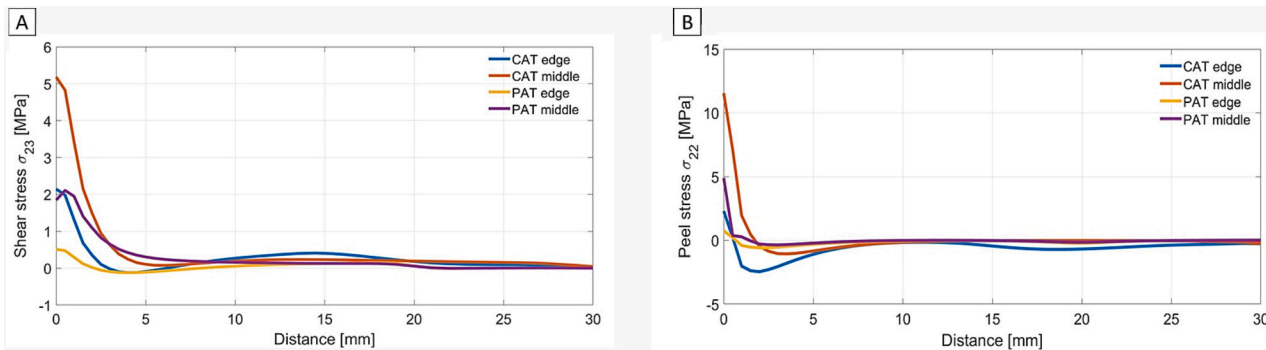 A
6
5
4
3
2
1
0
-1
Shear stress σ23 [MPa]
CAT edge
CAT middle
PAT edge
PAT middle
0 5 10 15 20 25 30
Distance [mm]
B
15
10
5
0
-5
Peel stress σ22 [MPa]
CAT edge
CAT middle
PAT edge
PAT middle
0 5 10 15 20 25 30
Distance [mm]